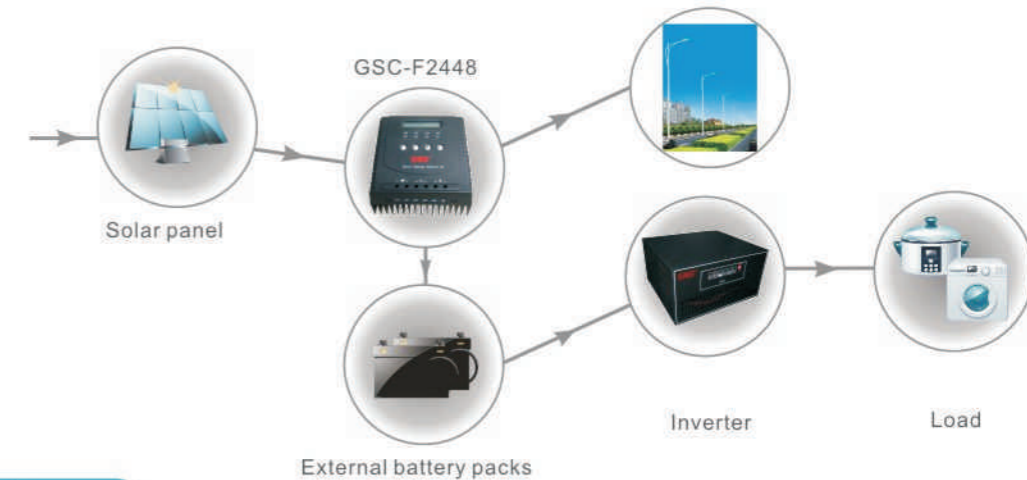 GSC-F2448
Solar panel
External battery packs
Inverter
Load